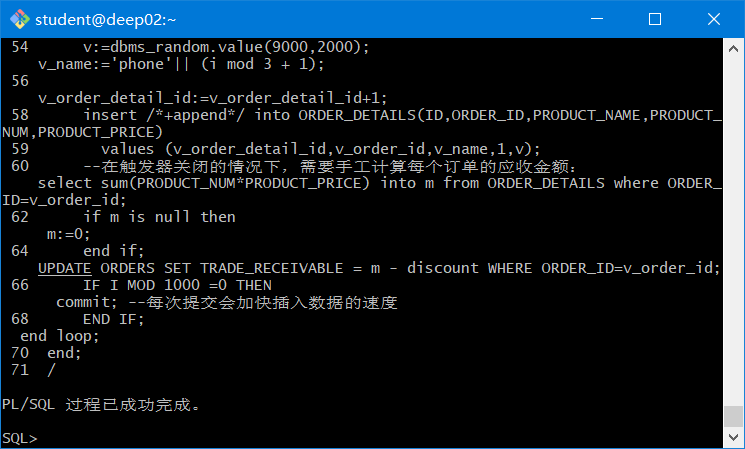 student@deep02:~
54      v:=dbms_random.value(9000,2000);
v_name:='phone'|| (i mod 3 + 1);
56
v_order_detail_id:=v_order_detail_id+1;
58      insert /*+append*/ into ORDER_DETAILS(ID,ORDER_ID,PRODUCT_NAME,PRODUCT_
NUM,PRODUCT_PRICE)
59        values (v_order_detail_id,v_order_id,v_name,1,v);
60      --在触发器关闭的情况下，需要手工计算每个订单的应收金额：
select sum(PRODUCT_NUM*PRODUCT_PRICE) into m from ORDER_DETAILS where ORDER_
ID=v_order_id;
62      if m is null then
m:=0;
64      end if;
UPDATE ORDERS SET TRADE_RECEIVABLE = m - discount WHERE ORDER_ID=v_order_id;
66      IF I MOD 1000 =0 THEN
commit; --每次提交会加快插入数据的速度
68      END IF;
end loop;
70  end;
71  /
PL/SQL 过程已成功完成。
SQL>